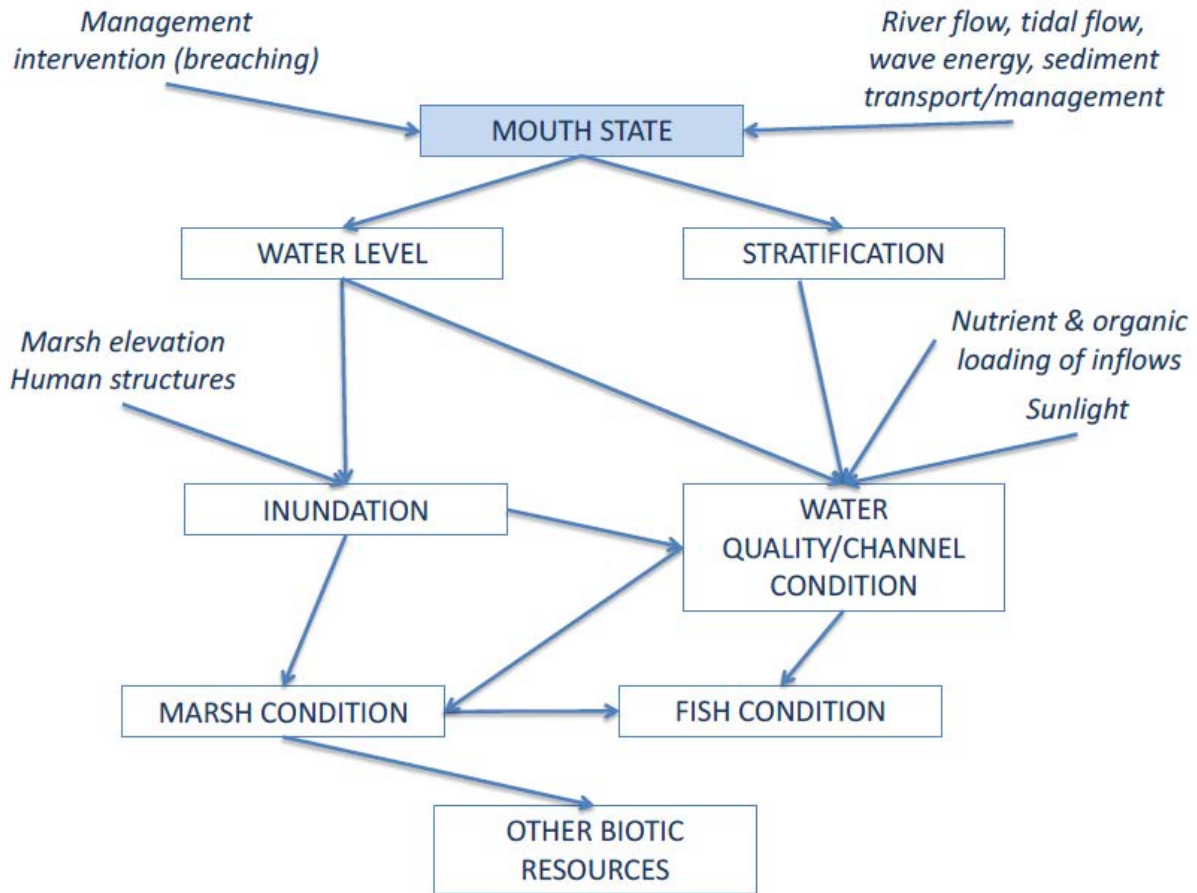 Management
intervention (breaching)
River flow, tidal flow,
wave energy, sediment
transport/management
MOUTH STATE
WATER LEVEL
STRATIFICATION
Marsh elevation
Human structures
Nutrient & organic
loading of inflows
Sunlight
INUNDATION
WATER
QUALITY/CHANNEL
CONDITION
MARSH CONDITION
FISH CONDITION
OTHER BIOTIC
RESOURCES